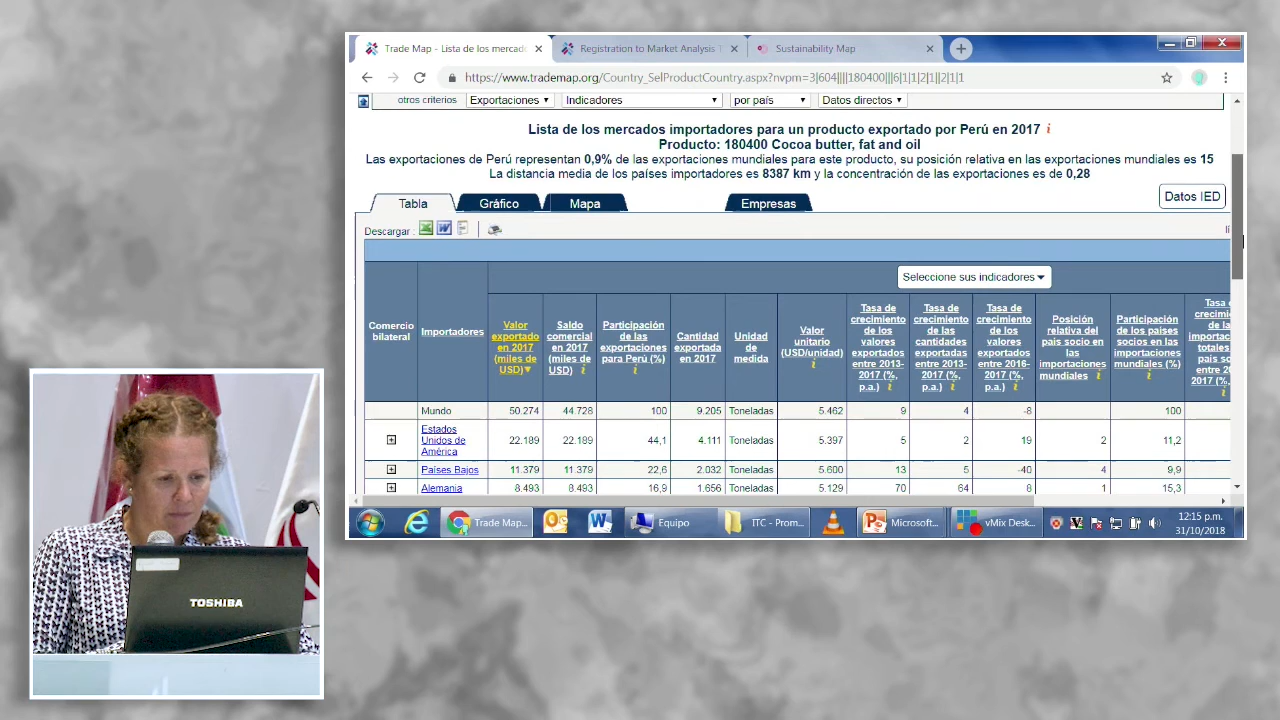 Trade Map - Lista de los mercad
Registration to Market Analysis T
Sustainability Map
https://www.trademap.org/Country_SelProductCountry.aspx?nvpm=3|604||||180400|||6|1|1|2|1||2|1|1
otros criterios Exportaciones Indicadores por país Datos directos
Lista de los mercados importadores para un producto exportado por Perú en 2017 i
Producto: 180400 Cocoa butter, fat and oil
Las exportaciones de Perú representan 0,9% de las exportaciones mundiales para este producto, su posición relativa en las exportaciones mundiales es 15
La distancia media de los países importadores es 8387 km y la concentración de las exportaciones es de 0,28
Tabla Gráfico Mapa Empresas Datos IED
Descargar :
Seleccione sus indicadores
Comercio
bilateral
Importadores
Valor
exportado
en 2017
(miles de
USD)▼
Saldo
comercial
en 2017
(miles de
USD) i
Participación
de las
exportaciones
para Perú (%)
i
Cantidad
exportada
en 2017
Unidad
de
medida
Valor
unitario
(USD/unidad)
i
Tasa de
crecimiento
de los
valores
exportados
entre 2013-
2017 (%,
p.a.) i
Tasa de
crecimiento
de las
cantidades
exportadas
entre 2013-
2017 (%,
p.a.) i
Tasa de
crecimiento
de los
valores
exportados
entre 2016-
2017 (%,
p.a.) i
Posición
relativa del
país socio en
las
importaciones
mundiales i
Participación
de los países
socios en las
importaciones
mundiales (%)
i
Mundo 50.274 44.728 100 9.205 Toneladas 5.462 9 4 -8 100
Estados
Unidos de
América
22.189 22.189 44,1 4.111 Toneladas 5.397 5 2 19 2 11,2
Países Bajos 11.379 11.379 22,6 2.032 Toneladas 5.600 13 5 -40 4 9,9
Alemania 8.493 8.493 16,9 1.656 Toneladas 5.129 70 64 8 1 15,3
Trade Map...
Equipo
ITC - Prom...
Microsoft...
vMix Desk...
12:15 p.m.
31/10/2018
TOSHIBA